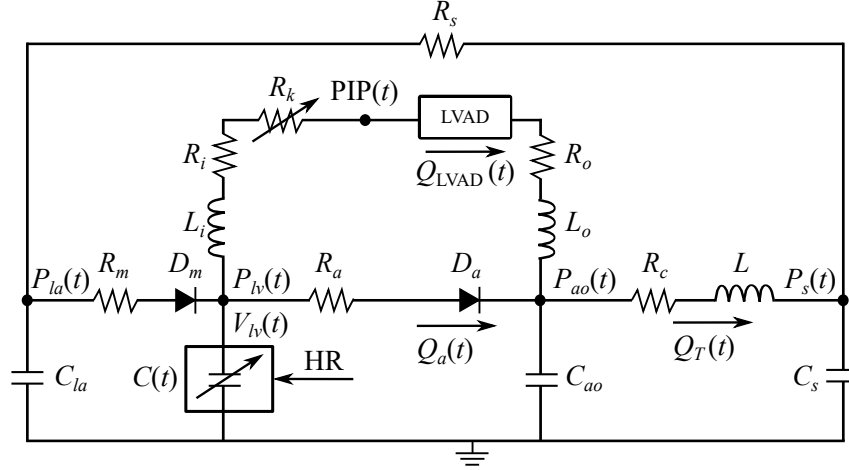 R_s
R_k PIP(t) LVAD
R_i Q_LVAD(t) R_o
L_i L_o
P_la(t) R_m D_m P_lv(t) R_a D_a P_ao(t) R_c L P_s(t)
V_lv(t)
Q_a(t) Q_T(t)
C_la C(t) HR C_ao C_s